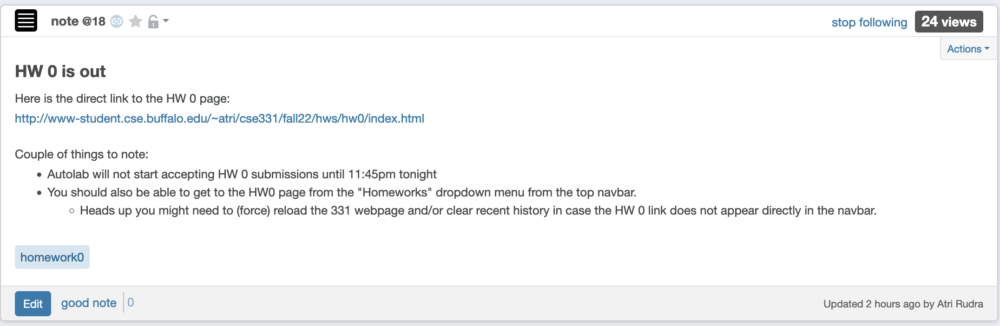 note @18
stop following
24 views
Actions
HW 0 is out
Here is the direct link to the HW 0 page:
http://www-student.cse.buffalo.edu/~atri/cse331/fall22/hws/hw0/index.html
Couple of things to note:
Autolab will not start accepting HW 0 submissions until 11:45pm tonight
You should also be able to get to the HW0 page from the "Homeworks" dropdown menu from the top navbar.
Heads up you might need to (force) reload the 331 webpage and/or clear recent history in case the HW 0 link does not appear directly in the navbar.
homework0
Edit
good note
0
Updated 2 hours ago by Atri Rudra